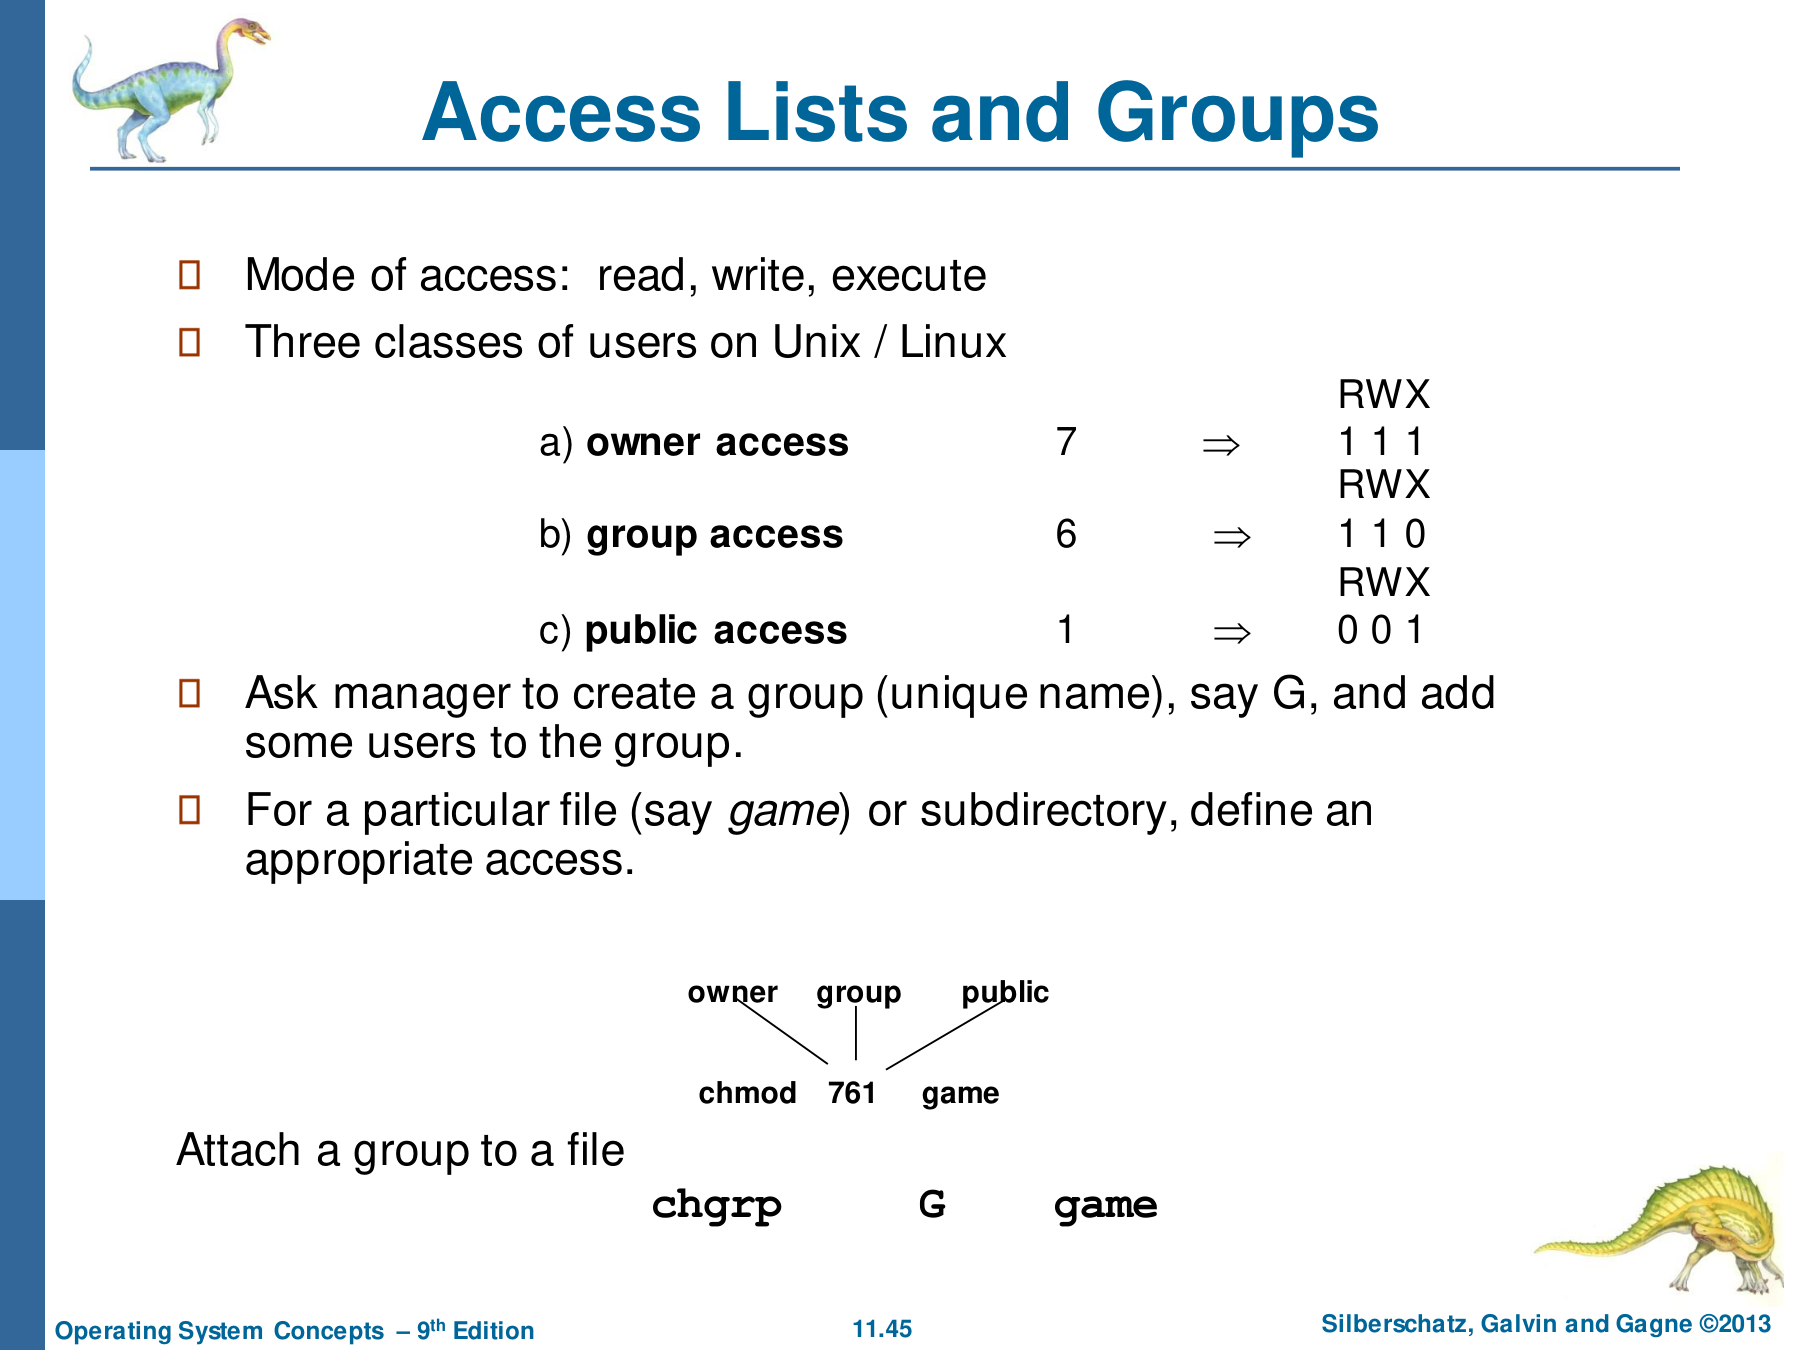 Access Lists and Groups
Mode of access: read, write, execute
Three classes of users on Unix / Linux
RWX
a) owner access 7 ⇒ 1 1 1
RWX
b) group access 6 ⇒ 1 1 0
RWX
c) public access 1 ⇒ 0 0 1
Ask manager to create a group (unique name), say G, and add
some users to the group.
For a particular file (say game) or subdirectory, define an
appropriate access.
owner group public
chmod 761 game
Attach a group to a file
chgrp G game
Operating System Concepts – 9th Edition
11.45
Silberschatz, Galvin and Gagne ©2013